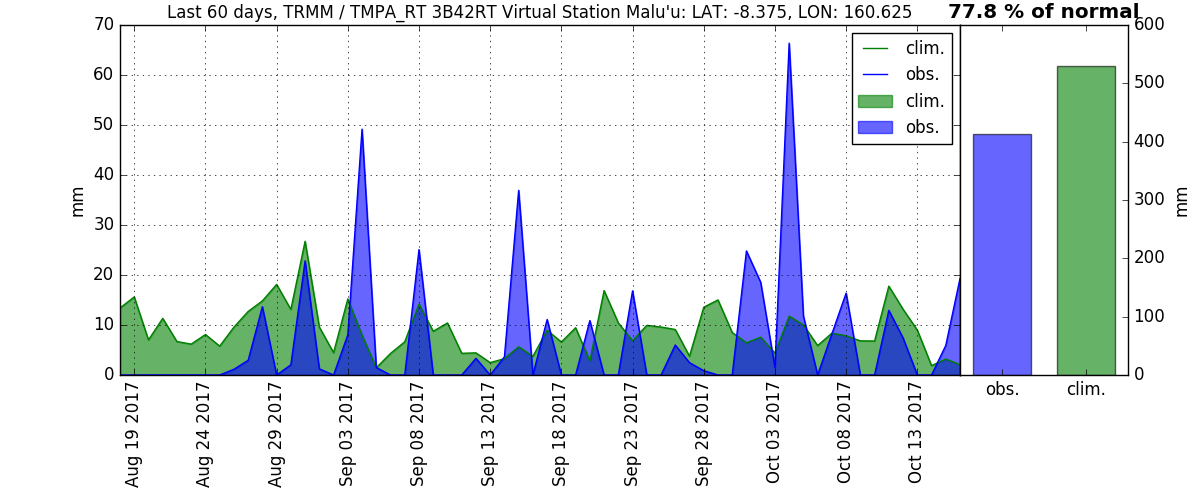 Last 60 days, TRMM / TMPA_RT 3B42RT Virtual Station Malu'u: LAT: -8.375, LON: 160.625
77.8 % of normal
70
60
50
40
30
20
10
0
mm
clim.
obs.
clim.
obs.
600
500
400
300
200
100
0
mm
obs.
clim.
Aug 19 2017
Aug 24 2017
Aug 29 2017
Sep 03 2017
Sep 08 2017
Sep 13 2017
Sep 18 2017
Sep 23 2017
Sep 28 2017
Oct 03 2017
Oct 08 2017
Oct 13 2017